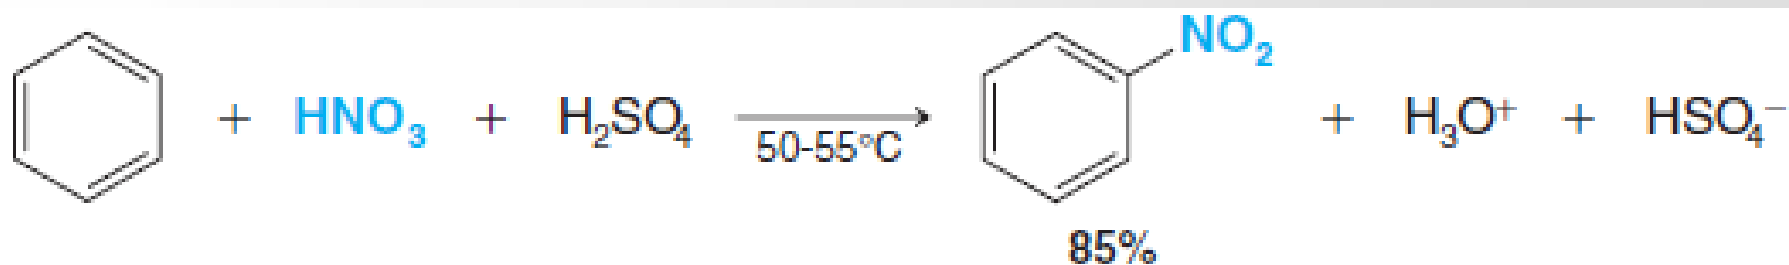 + HNO₃ + H₂SO₄ NO₂ + H₃O⁺ + HSO₄⁻
50-55°C
85%